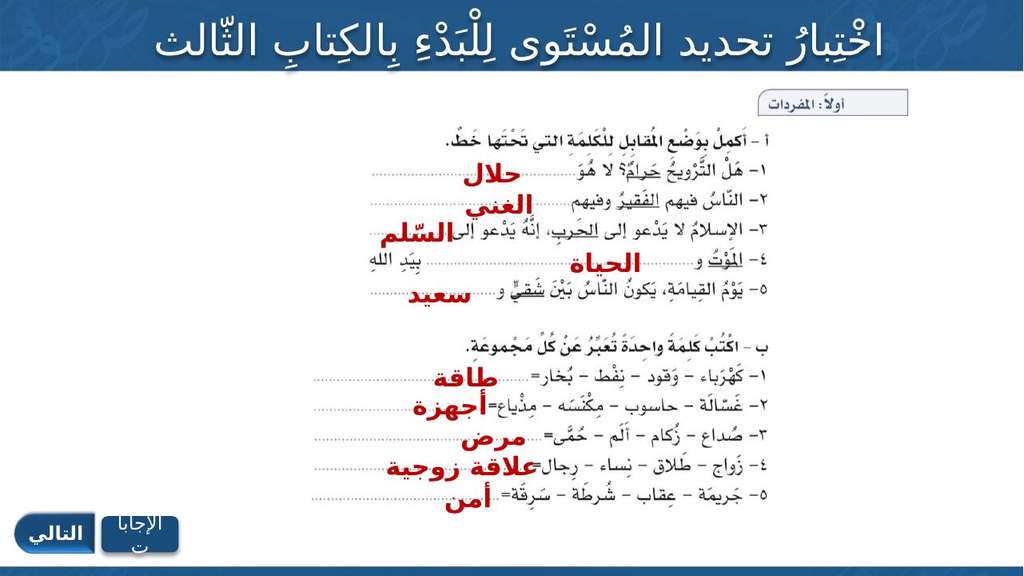 اخْتِبارُ تحديد المُسْتَوى لِلْبَدْءِ بِالكِتابِ الثّالث
أولاً: المفردات
أ - أَكمِلْ بِوَضْعِ المُقابِلِ لِلْكَلِمَةِ التي تَحْتَها خَطٌ.
١- هَلْ التَّرْويحُ حَرامٌ؟ لا هُوَ حلال
٢- النّاسُ فيهم الفَقيرُ وفيهم الغني
٣- الإسلامُ لا يَدْعو إلى الحَربِ، إنَّهُ يَدْعو إلى السّلم
٤- المَوْتُ و الحياة بِيَدِ اللهِ
٥- يَوْمُ القِيامَةِ، يَكونُ النّاسُ بَيْنَ شَقيٍّ و سعيد
ب - اكْتُبْ كَلِمَةً واحِدَةً تُعَبِّرُ عَنْ كُلِّ مَجْموعَةِ.
١- كَهْرَباء - وَقود - نِفْط - بُخار= طاقة
٢- غَسّالَة - حاسوب - مِكْنَسَه - مِذْياع= أجهزة
٣- صُداع - زُكام - أَلَم - حُمَّى= مرض
٤- زَواج - طَلاق - نِساء - رِجال= علاقة زوجية
٥- جَريمَة - عِقاب - شُرطَة - سَرِقَة= أمن
الإجابات
التالي